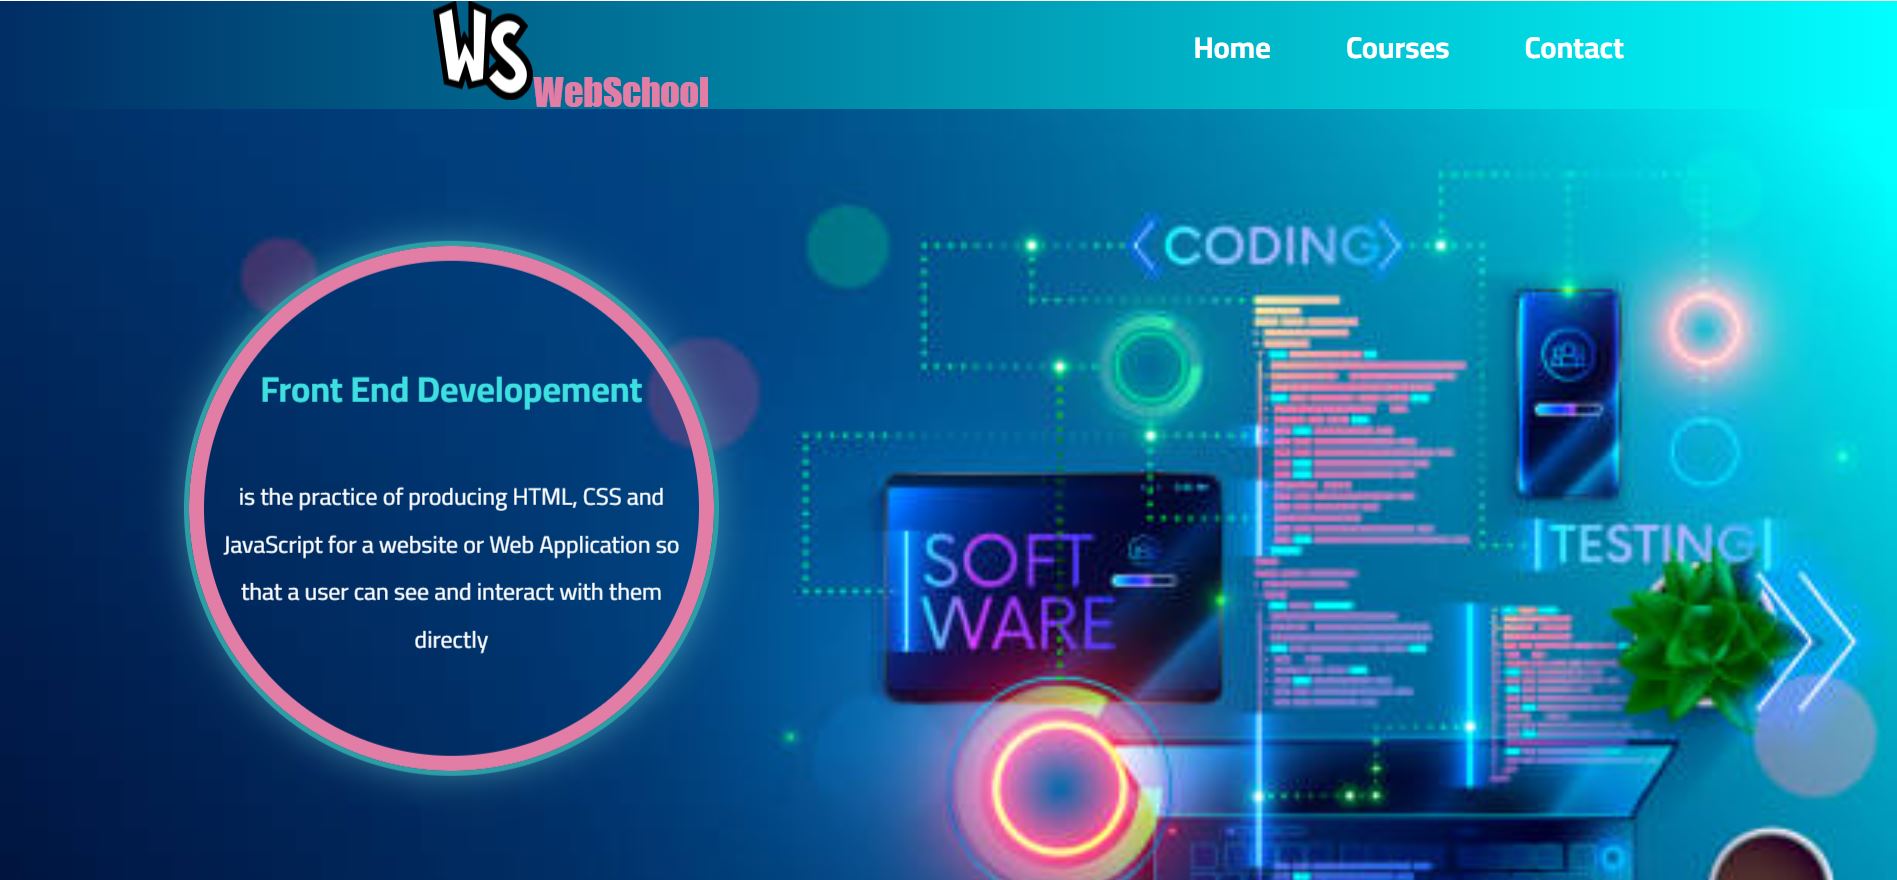 WS
WebSchool
Home
Courses
Contact
<CODING>
Front End Developement
is the practice of producing HTML, CSS and
JavaScript for a website or Web Application so
that a user can see and interact with them
directly
SOFT
WARE
TESTING